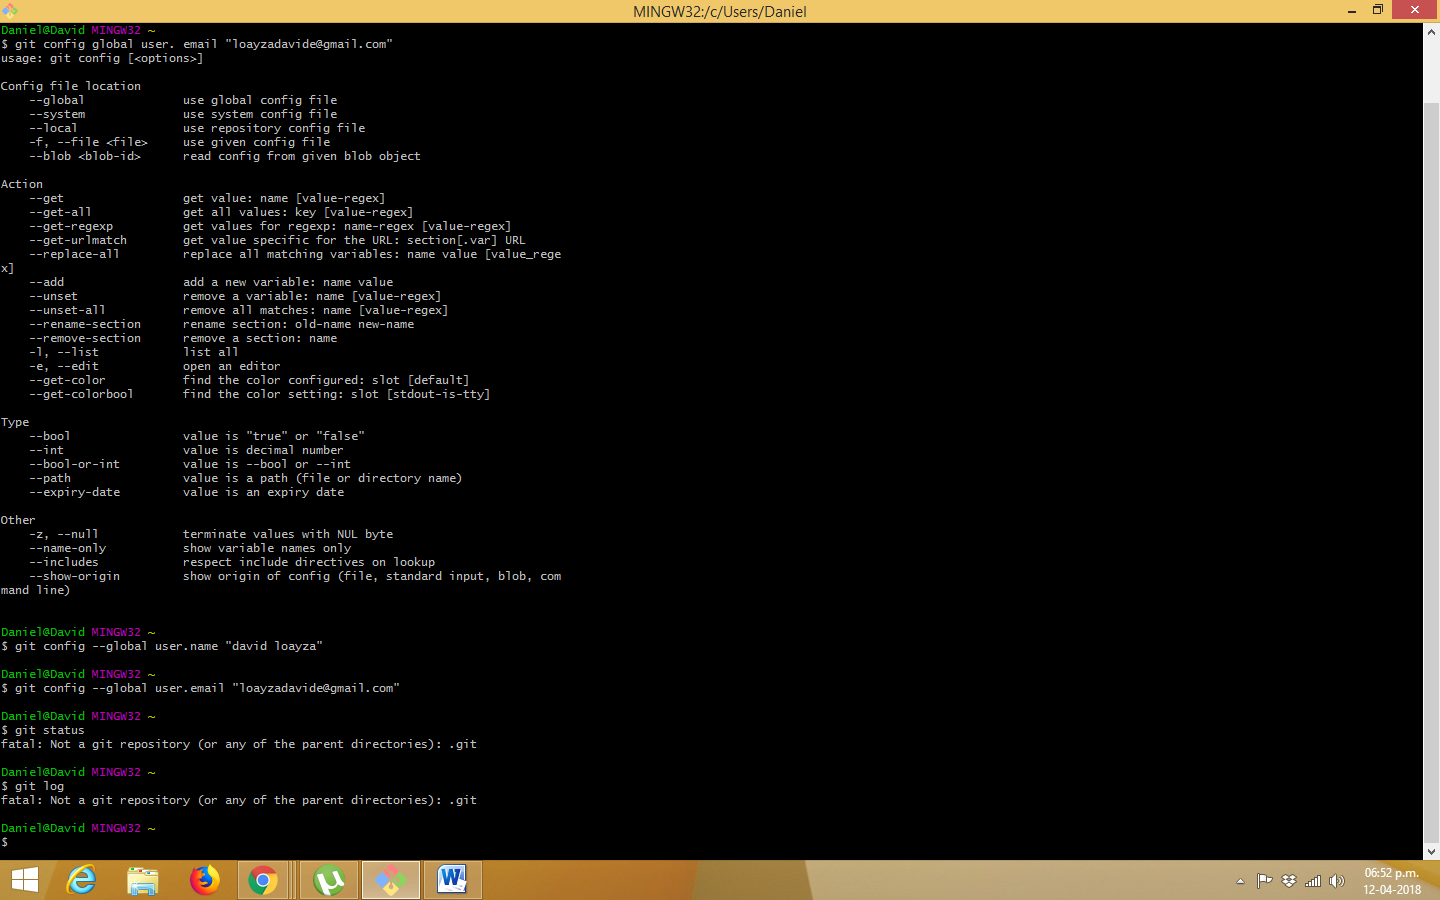 MINGW32:/c/Users/Daniel
Daniel@David MINGW32 ~
$ git config global user. email "loayzadavide@gmail.com"
usage: git config [<options>]
Config file location
--global use global config file
--system use system config file
--local use repository config file
-f, --file <file> use given config file
--blob <blob-id> read config from given blob object
Action
--get get value: name [value-regex]
--get-all get all values: key [value-regex]
--get-regexp get values for regexp: name-regex [value-regex]
--get-urlmatch get value specific for the URL: section[.var] URL
--replace-all replace all matching variables: name value [value_rege
x]
--add add a new variable: name value
--unset remove a variable: name [value-regex]
--unset-all remove all matches: name [value-regex]
--rename-section rename section: old-name new-name
--remove-section remove a section: name
-l, --list list all
-e, --edit open an editor
--get-color find the color configured: slot [default]
--get-colorbool find the color setting: slot [stdout-is-tty]
Type
--bool value is "true" or "false"
--int value is decimal number
--bool-or-int value is --bool or --int
--path value is a path (file or directory name)
--expiry-date value is an expiry date
Other
-z, --null terminate values with NUL byte
--name-only show variable names only
--includes respect include directives on lookup
--show-origin show origin of config (file, standard input, blob, com
mand line)
Daniel@David MINGW32 ~
$ git config --global user.name "david loayza"
Daniel@David MINGW32 ~
$ git config --global user.email "loayzadavide@gmail.com"
Daniel@David MINGW32 ~
$ git status
fatal: Not a git repository (or any of the parent directories): .git
Daniel@David MINGW32 ~
$ git log
fatal: Not a git repository (or any of the parent directories): .git
Daniel@David MINGW32 ~
$
06:52 p.m.
12-04-2018